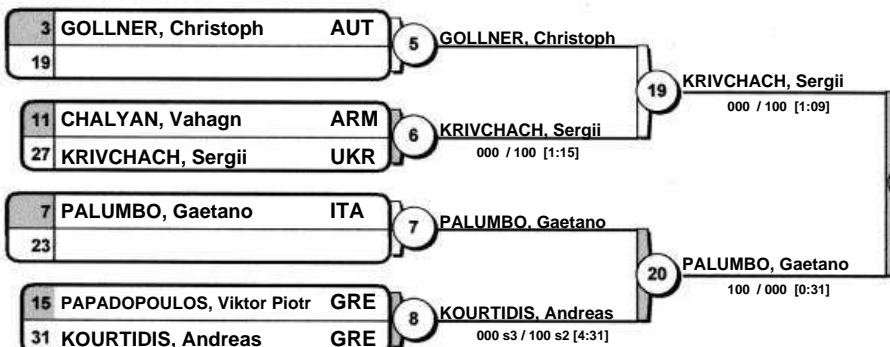 3 GOLLNER, Christoph AUT
19
5
GOLLNER, Christoph
11 CHALYAN, Vahagn ARM
27 KRIVCHACH, Sergii UKR
6
KRIVCHACH, Sergii
000 / 100 [1:15]
19
KRIVCHACH, Sergii
000 / 100 [1:09]
7 PALUMBO, Gaetano ITA
23
7
PALUMBO, Gaetano
15 PAPADOPOULOS, Viktor Piotr GRE
31 KOURTIDIS, Andreas GRE
8
KOURTIDIS, Andreas
000 s3 / 100 s2 [4:31]
20
PALUMBO, Gaetano
100 / 000 [0:31]